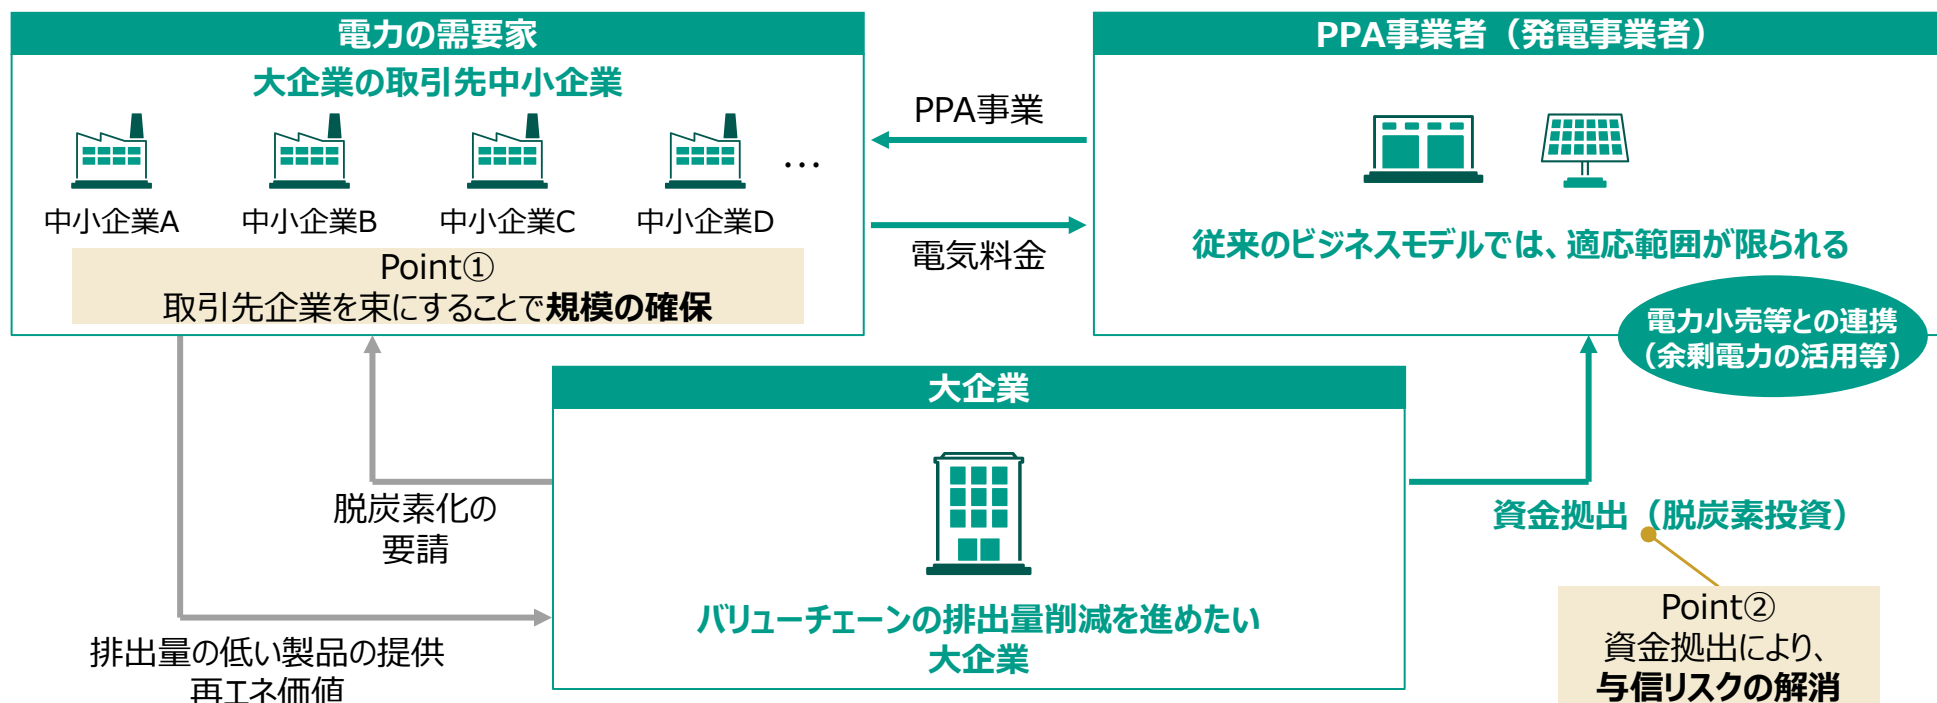 電力の需要家
大企業の取引先中小企業
中小企業A
中小企業B
中小企業C
中小企業D
…
Point①
取引先企業を束にすることで規模の確保
PPA事業
電気料金
PPA事業者（発電事業者）
従来のビジネスモデルでは、適応範囲が限られる
電力小売等との連携
（余剰電力の活用等）
大企業
バリューチェーンの排出量削減を進めたい
大企業
脱炭素化の
要請
排出量の低い製品の提供
再エネ価値
資金拠出（脱炭素投資）
Point②
資金拠出により、
与信リスクの解消